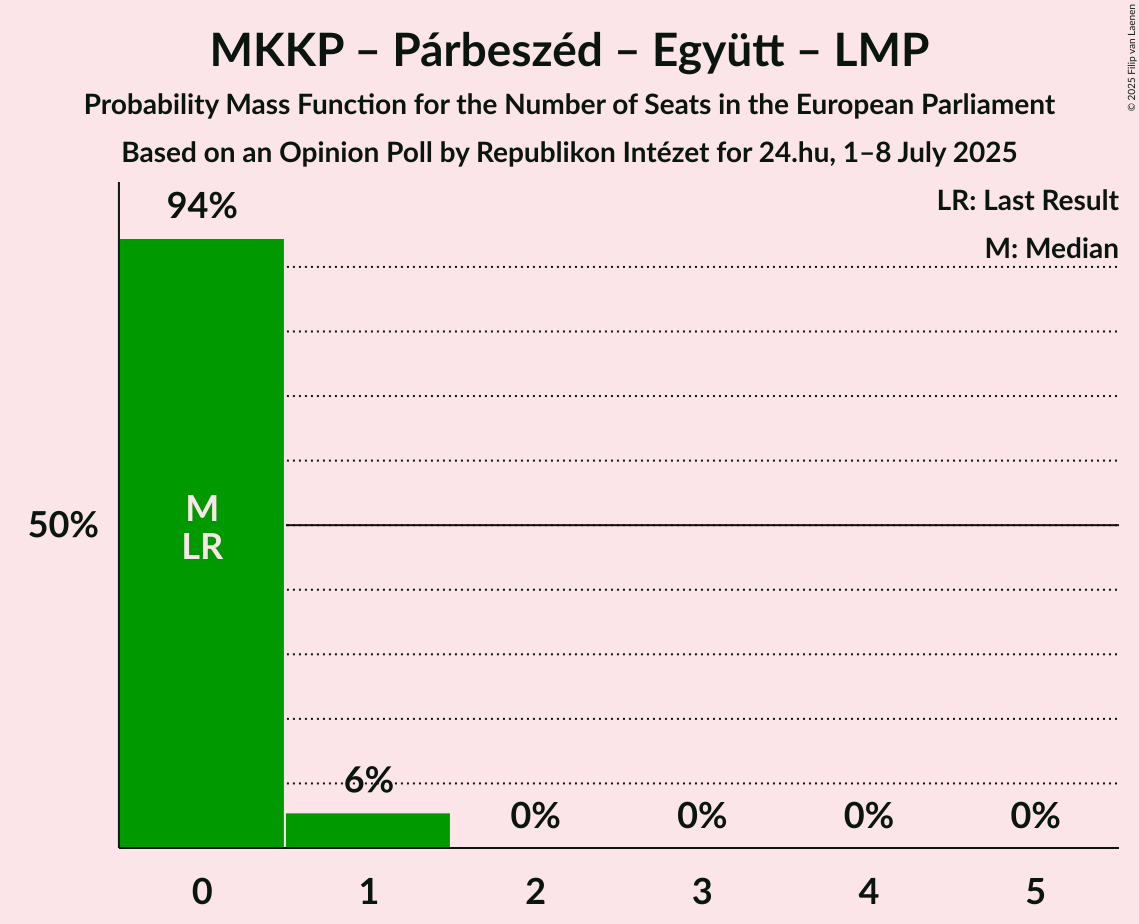 MKKP – Párbeszéd – Együtt – LMP
Probability Mass Function for the Number of Seats in the European Parliament
Based on an Opinion Poll by Republikon Intézet for 24.hu, 1–8 July 2025
© 2025 Filip van Laenen
LR: Last Result
M: Median
94%
M
LR
50%
6%
0%
0%
0%
0%
0
1
2
3
4
5